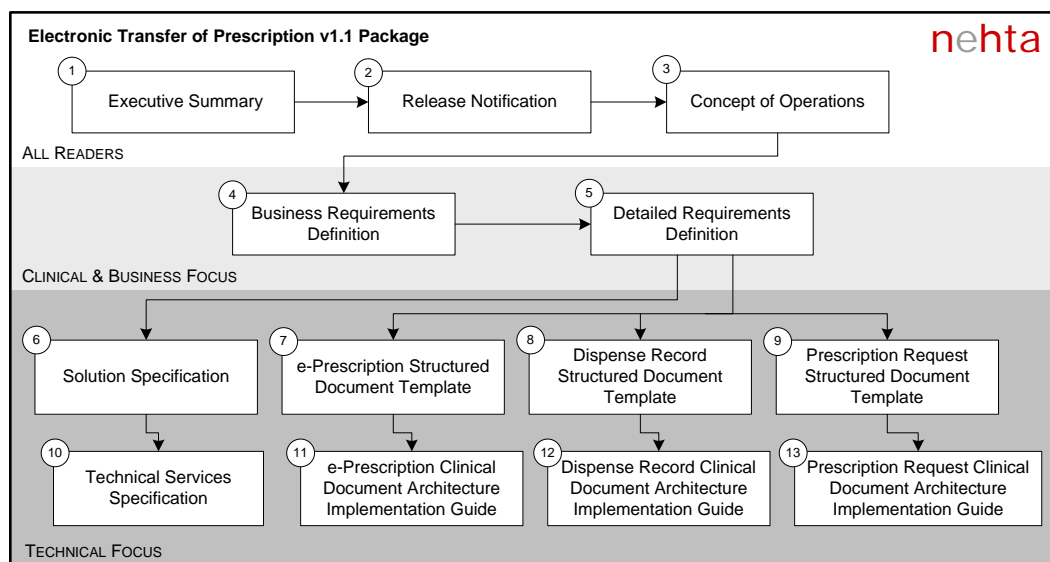 Electronic Transfer of Prescription v1.1 Package
nehta
1
Executive Summary
2
Release Notification
3
Concept of Operations
ALL READERS
4
Business Requirements
Definition
5
Detailed Requirements
Definition
CLINICAL & BUSINESS FOCUS
6
Solution Specification
7
e-Prescription Structured
Document Template
8
Dispense Record
Structured Document
Template
9
Prescription Request
Structured Document
Template
10
Technical Services
Specification
11
e-Prescription Clinical
Document Architecture
Implementation Guide
12
Dispense Record Clinical
Document Architecture
Implementation Guide
13
Prescription Request Clinical
Document Architecture
Implementation Guide
TECHNICAL FOCUS